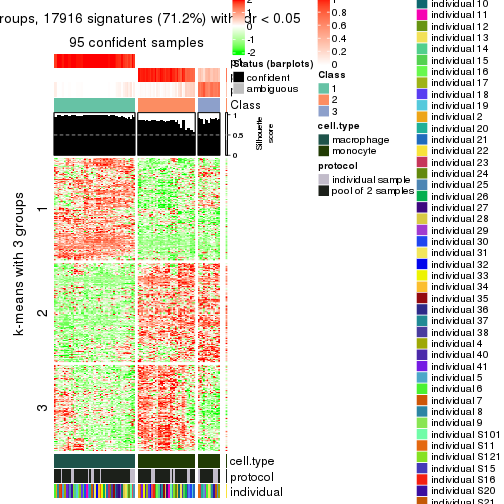 roups, 17916 signatures (71.2%) with fdr < 0.05
95 confident samples
2
1
0
-1
-2
0.8
0.6
0.4
0.2
0
Status (barplots)
confident
ambiguous
Class
1
2
3
cell.type
macrophage
monocyte
protocol
individual sample
pool of 2 samples
Class
1
0.5
0
Silhouette
score
k-means with 3 groups
1
2
3
cell.type
protocol
individual
individual 10
individual 11
individual 12
individual 13
individual 14
individual 15
individual 16
individual 17
individual 18
individual 19
individual 2
individual 20
individual 21
individual 22
individual 23
individual 24
individual 25
individual 26
individual 27
individual 28
individual 29
individual 30
individual 31
individual 32
individual 33
individual 34
individual 35
individual 36
individual 37
individual 38
individual 4
individual 40
individual 41
individual 5
individual 6
individual 7
individual 8
individual 9
individual S101
individual S11
individual S121
individual S15
individual S16
individual S20
individual S21